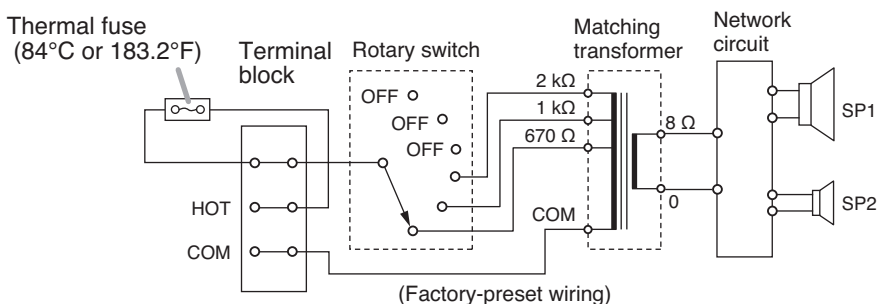 Thermal fuse
(84°C or 183.2°F)
Terminal
block
Rotary switch
Matching
transformer
Network
circuit
OFF
OFF
OFF
2 kΩ
1 kΩ
670 Ω
8 Ω
SP1
HOT
COM
COM
0
SP2
(Factory-preset wiring)